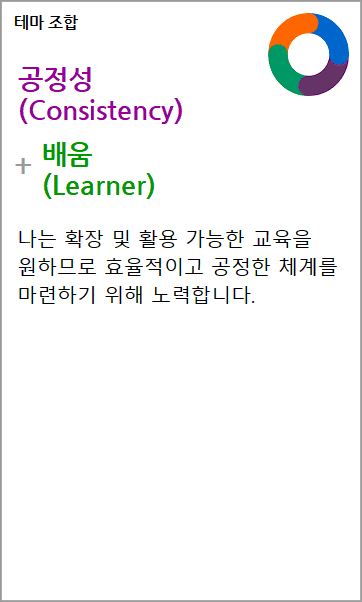 테마 조합
공정성
(Consistency)
+ 배움
(Learner)
나는 확장 및 활용 가능한 교육을
원하므로 효율적이고 공정한 체계를
마련하기 위해 노력합니다.